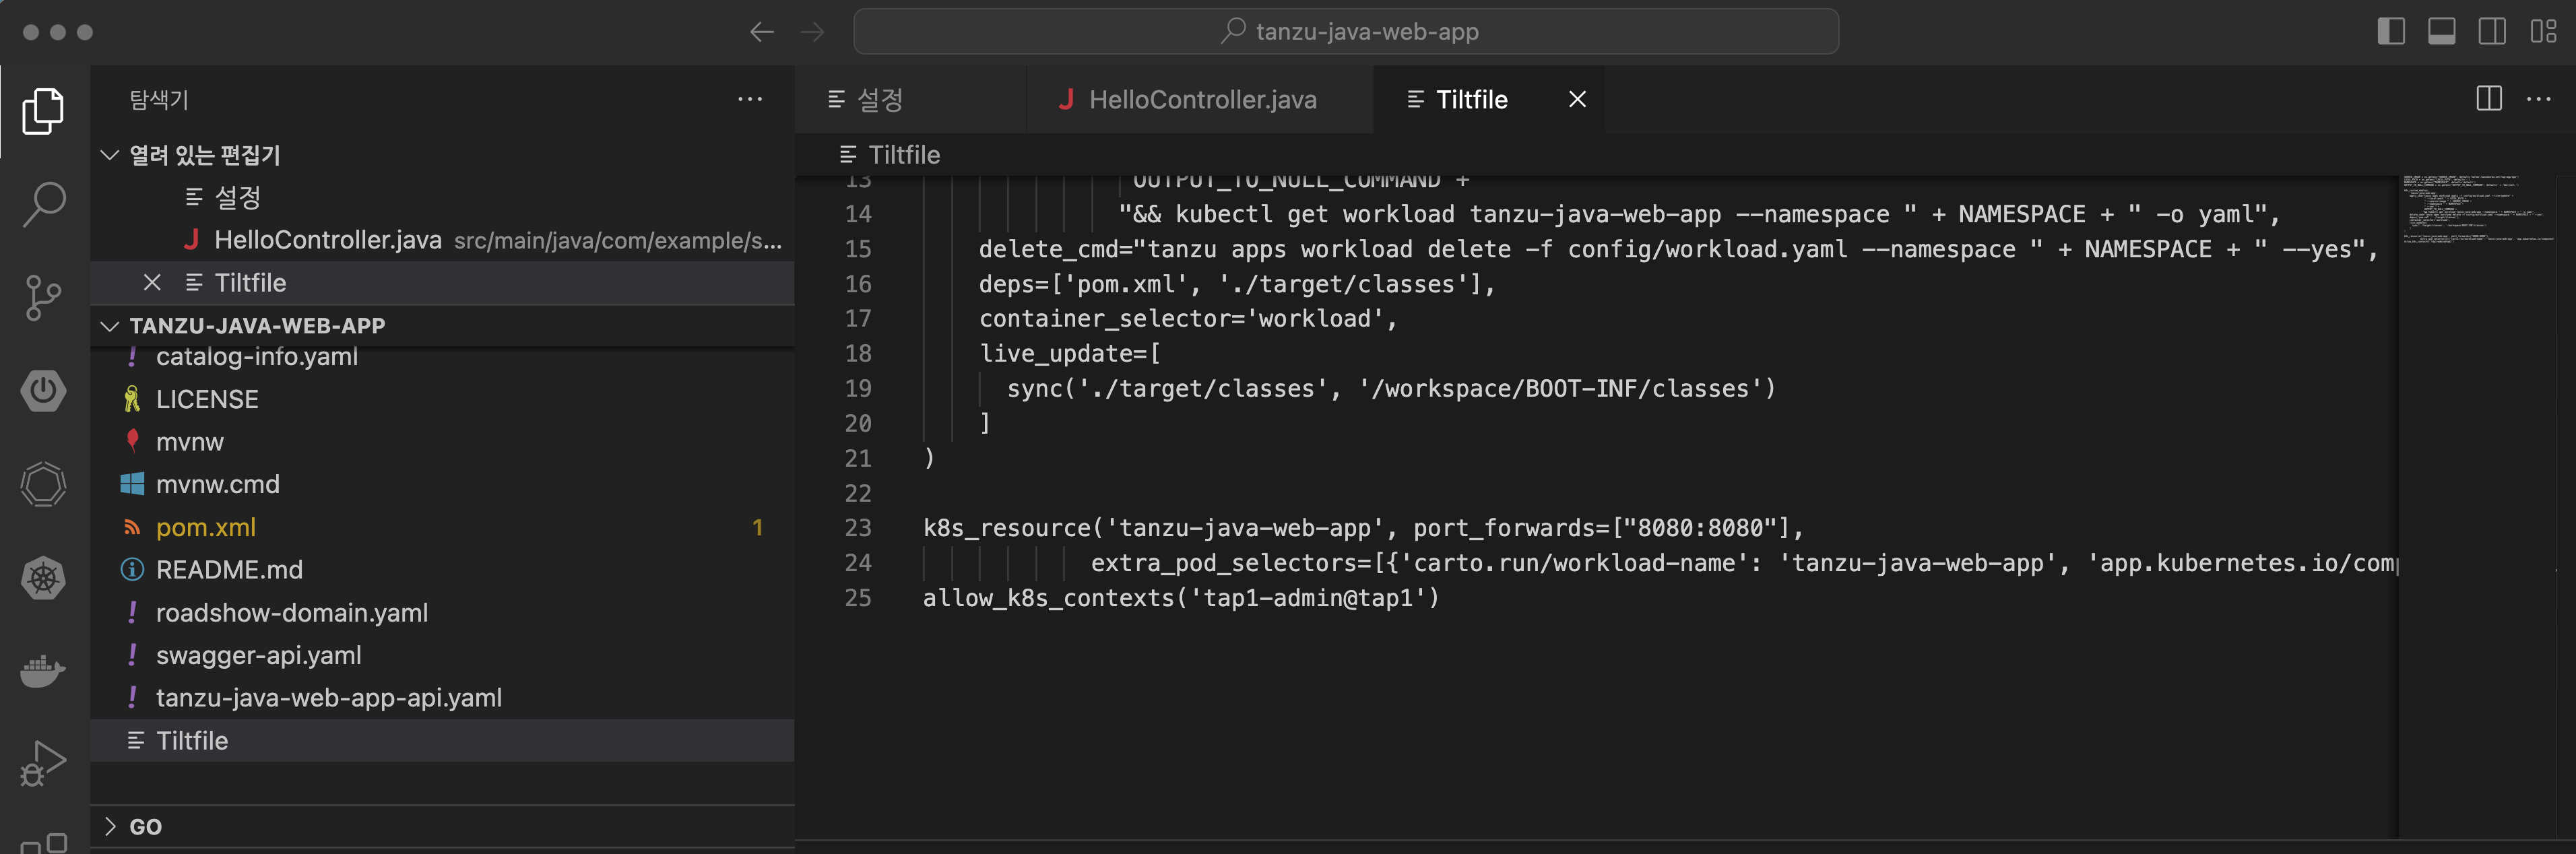 tanzu-java-web-app
탐색기
열려 있는 편집기
설정
HelloController.java src/main/java/com/example/s...
Tiltfile
TANZU-JAVA-WEB-APP
catalog-info.yaml
LICENSE
mvnw
mvnw.cmd
pom.xml 1
README.md
roadshow-domain.yaml
swagger-api.yaml
tanzu-java-web-app-api.yaml
Tiltfile
GO
설정 HelloController.java Tiltfile
Tiltfile
13 OUTPUT_TO_NULL_COMMAND +
14 "&& kubectl get workload tanzu-java-web-app --namespace " + NAMESPACE + " -o yaml",
15 delete_cmd="tanzu apps workload delete -f config/workload.yaml --namespace " + NAMESPACE + " --yes",
16 deps=['pom.xml', './target/classes'],
17 container_selector='workload',
18 live_update=[
19 sync('./target/classes', '/workspace/BOOT-INF/classes')
20 ]
21 )
22
23 k8s_resource('tanzu-java-web-app', port_forwards=["8080:8080"],
24 extra_pod_selectors=[{'carto.run/workload-name': 'tanzu-java-web-app', 'app.kubernetes.io/com
25 allow_k8s_contexts('tap1-admin@tap1')